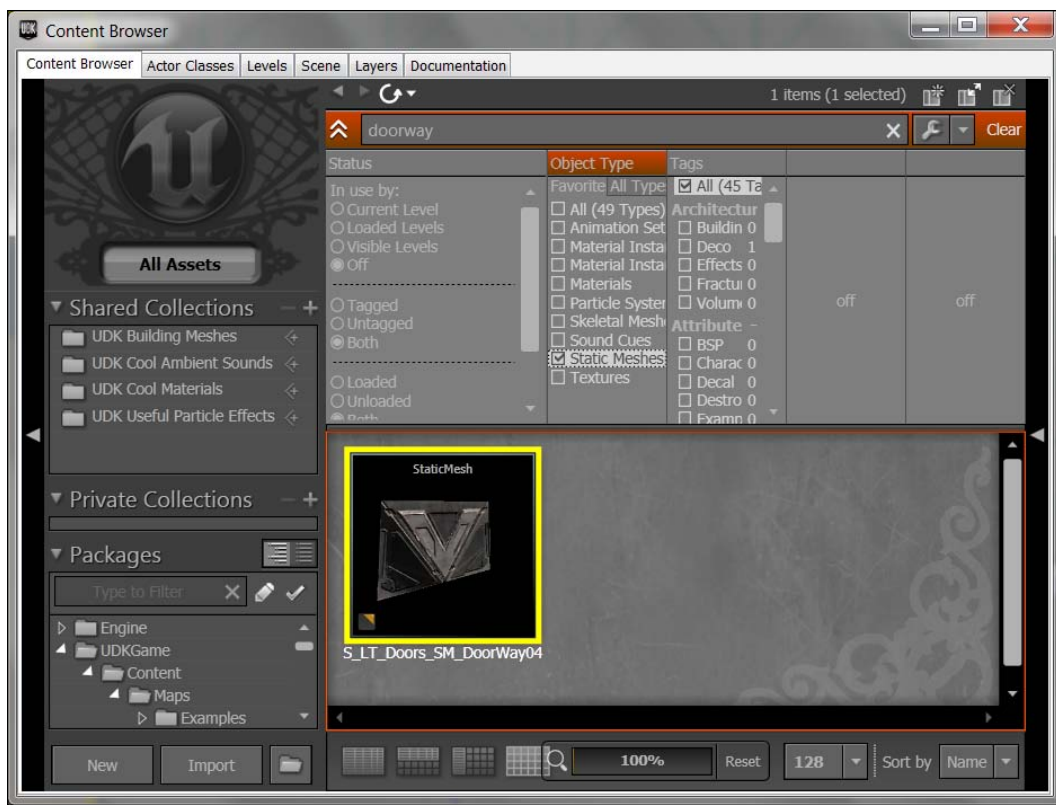 Content Browser
Content Browser Actor Classes Levels Scene Layers Documentation
1 items (1 selected)
doorway
Clear
Status
In use by:
Current Level
Loaded Levels
Visible Levels
Off
Tagged
Untagged
Both
Loaded
Unloaded
Both
Object Type
Favorite All Type
All (49 Types)
Animation Set
Material Insta
Material Insta
Materials
Particle Syster
Skeletal Mesh
Sound Cues
Static Meshes
Textures
Tags
All (45 Ta
Architectur
Buildin 0
Deco 1
Effects 0
Fractu 0
Volum 0
Attribute -
BSP 0
Charac 0
Decal 0
Destro 0
Examp 0
off
off
All Assets
Shared Collections
UDK Building Meshes
UDK Cool Ambient Sounds
UDK Cool Materials
UDK Useful Particle Effects
Private Collections
Packages
Type to Filter
Engine
UDKGame
Content
Maps
Examples
New Import
StaticMesh
S_LT_Doors_SM_DoorWay04
100% Reset 128 Sort by Name